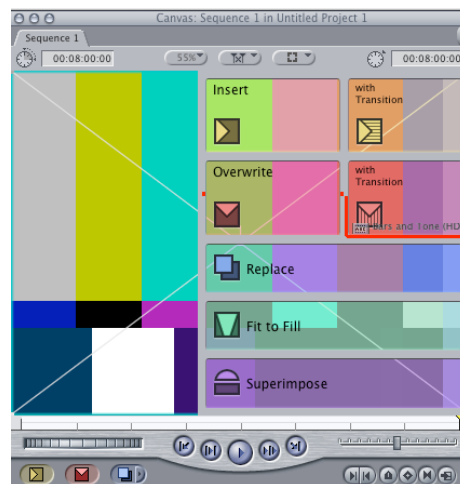 Canvas: Sequence 1 in Untitled Project 1
Sequence 1
00:08:00:00
55%
00:08:00:00
Insert
with
Transition
Overwrite
with
Transition
Bars and Tone (HD
Replace
Fit to Fill
Superimpose